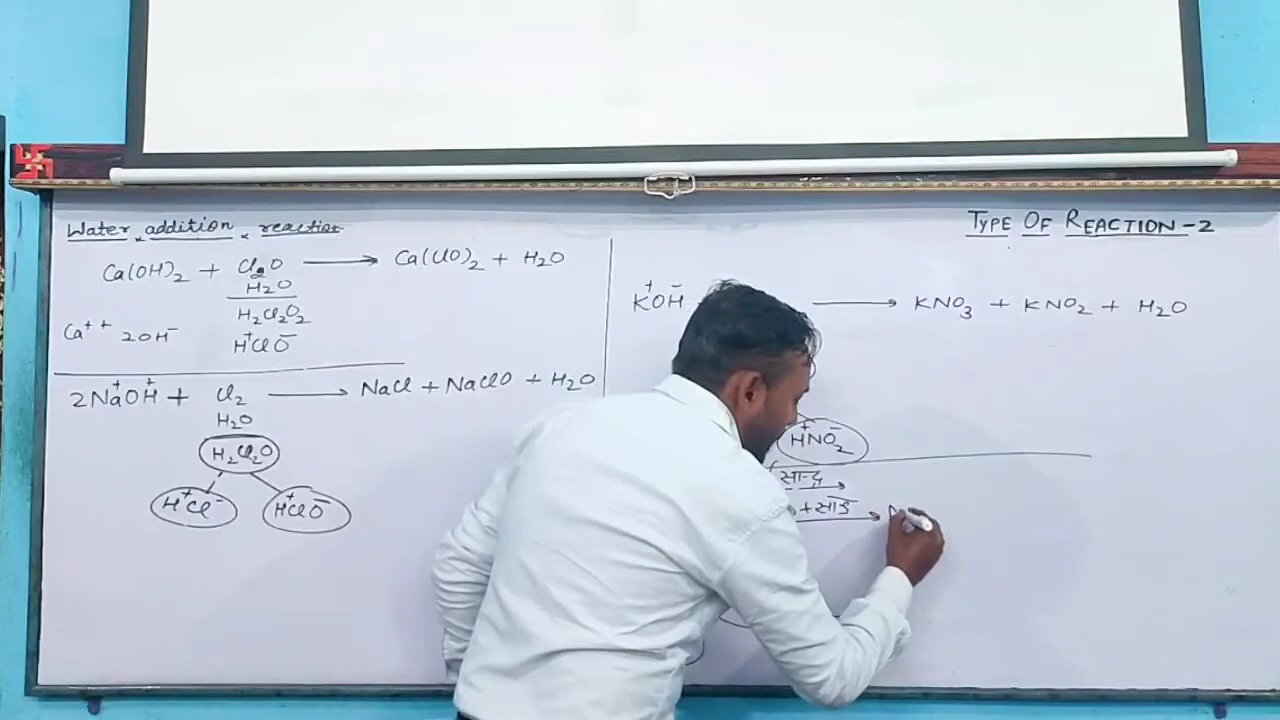 Water addition reaction
Ca(OH)₂ + Cl₂O ⟶ Ca(ClO)₂ + H₂O
H₂O
H₂Cl₂O₂
Ca⁺⁺ 2OH⁻ H⁺ClO⁻
2Na⁺OH⁺ + Cl₂ ⟶ NaCl + NaClO + H₂O
H₂O
H₂Cl₂O
H⁺Cl⁻ H⁺ClO⁻
TYPE OF REACTION-2
K⁺OH⁻ ⟶ KNO₃ + KNO₂ + H₂O
H⁺NO₂⁻
सान्द्र